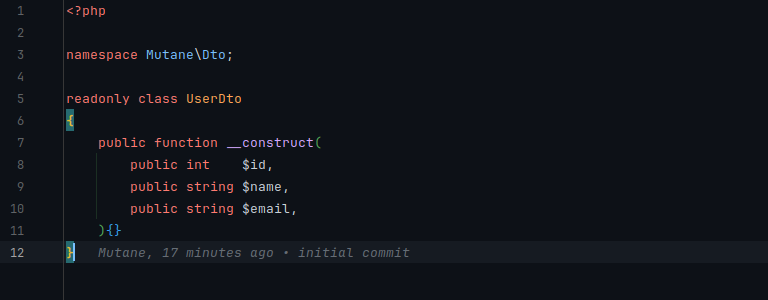 1 <?php
2
3 namespace Mutane\Dto;
4
5 readonly class UserDto
6 {
7     public function __construct(
8         public int    $id,
9         public string $name,
10         public string $email,
11     ){}
12 }   Mutane, 17 minutes ago • initial commit